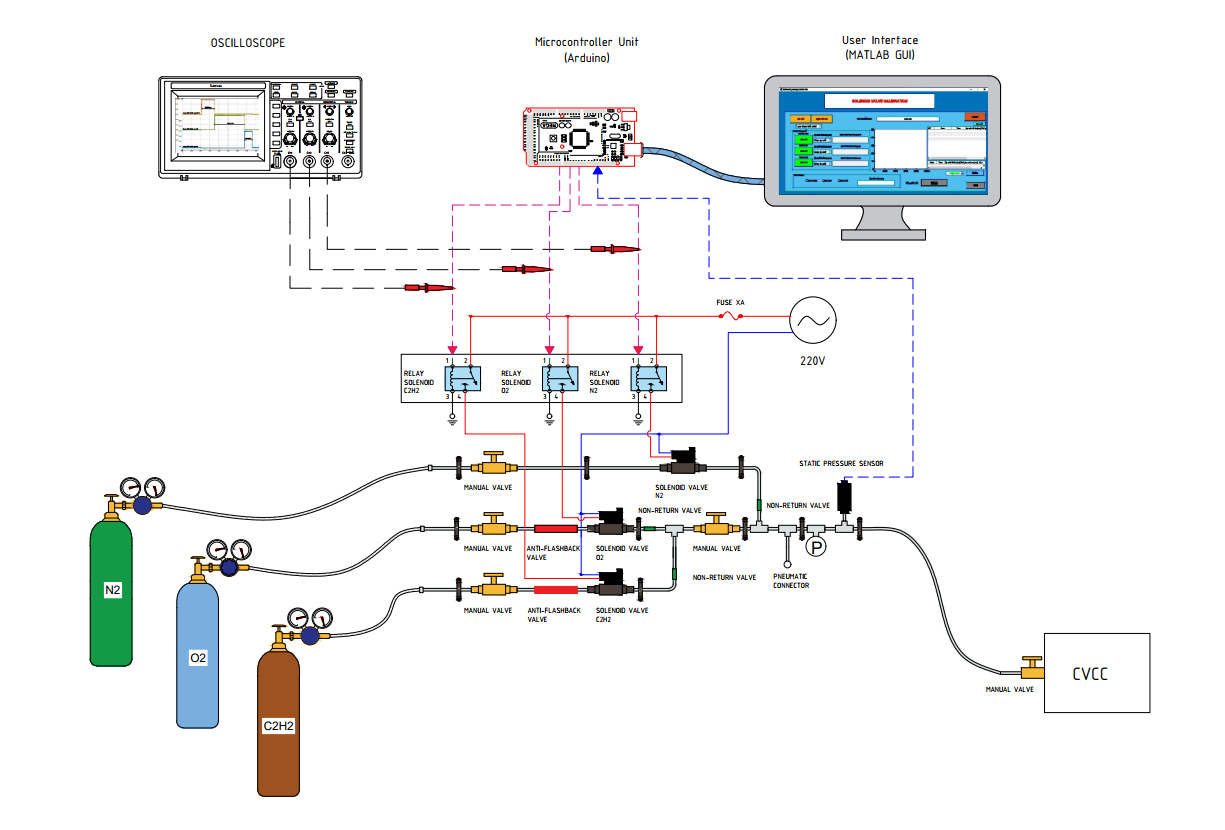 OSCILLOSCOPE
Microcontroller Unit
(Arduino)
User Interface
(MATLAB GUI)
SOLENOID VALVE CALIBRATION
FUSE XA
220V
1 2
1 2
1 2
RELAY
SOLENOID
C2H2
RELAY
SOLENOID
O2
RELAY
SOLENOID
N2
3 4
3 4
3 4
STATIC PRESSURE SENSOR
MANUAL VALVE
SOLENOID VALVE
N2
NON-RETURN VALVE
NON-RETURN VALVE
MANUAL VALVE
ANTI-FLASHBACK
VALVE
SOLENOID VALVE
O2
MANUAL VALVE
P
NON-RETURN VALVE
PNEUMATIC
CONNECTOR
MANUAL VALVE
ANTI-FLASHBACK
VALVE
SOLENOID VALVE
C2H2
N2
O2
C2H2
CVCC
MANUAL VALVE